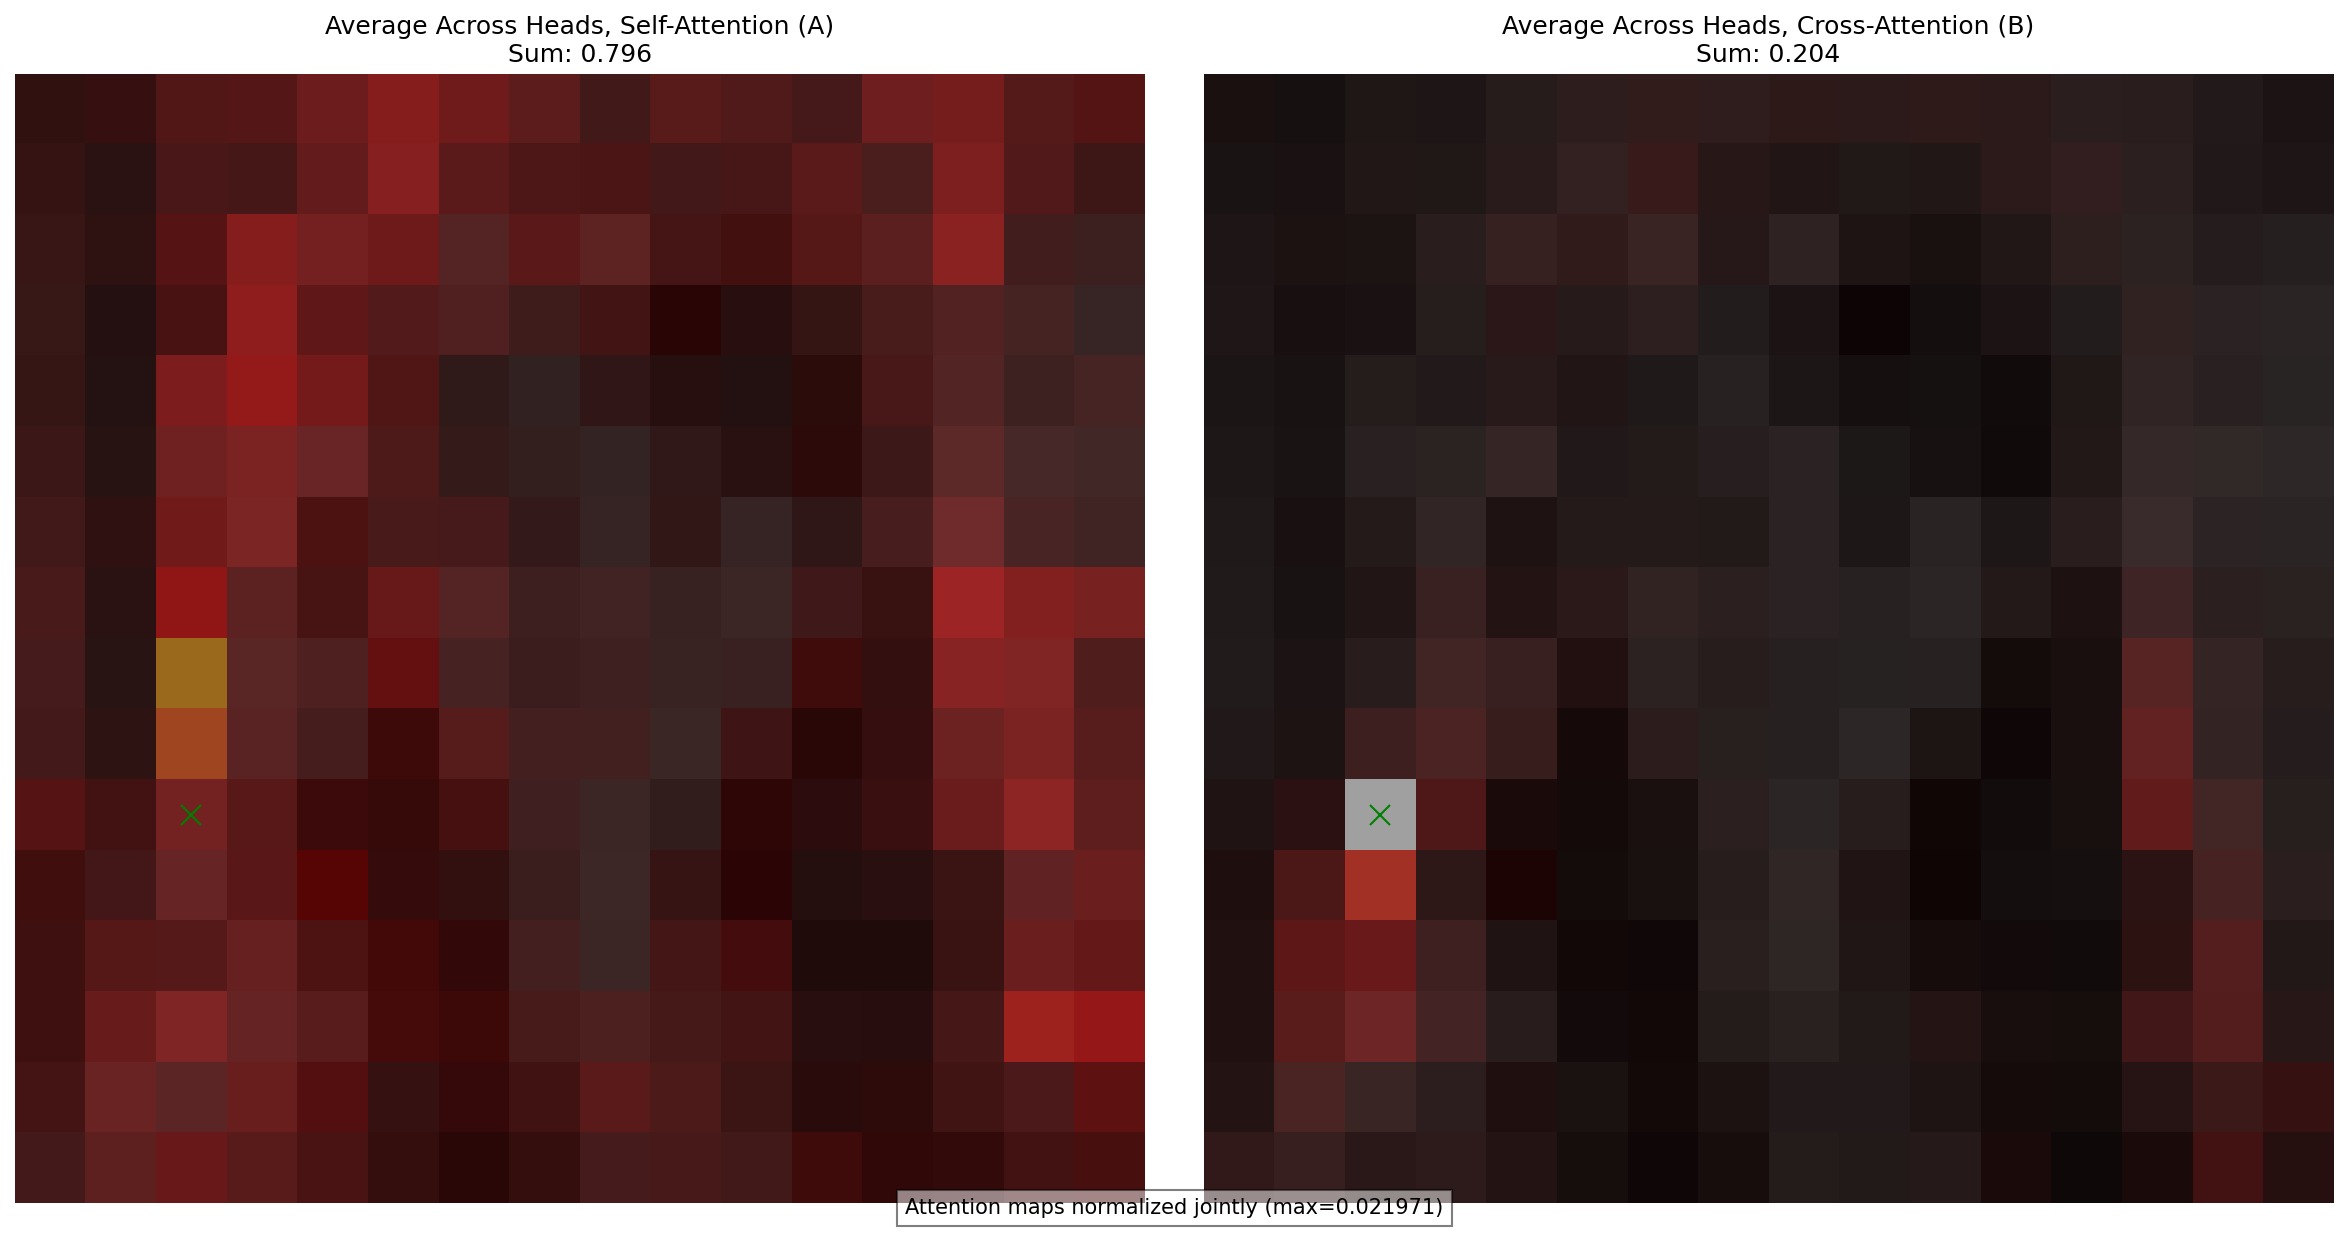 Average Across Heads, Self-Attention (A)
Sum: 0.796
Average Across Heads, Cross-Attention (B)
Sum: 0.204
Attention maps normalized jointly (max=0.021971)